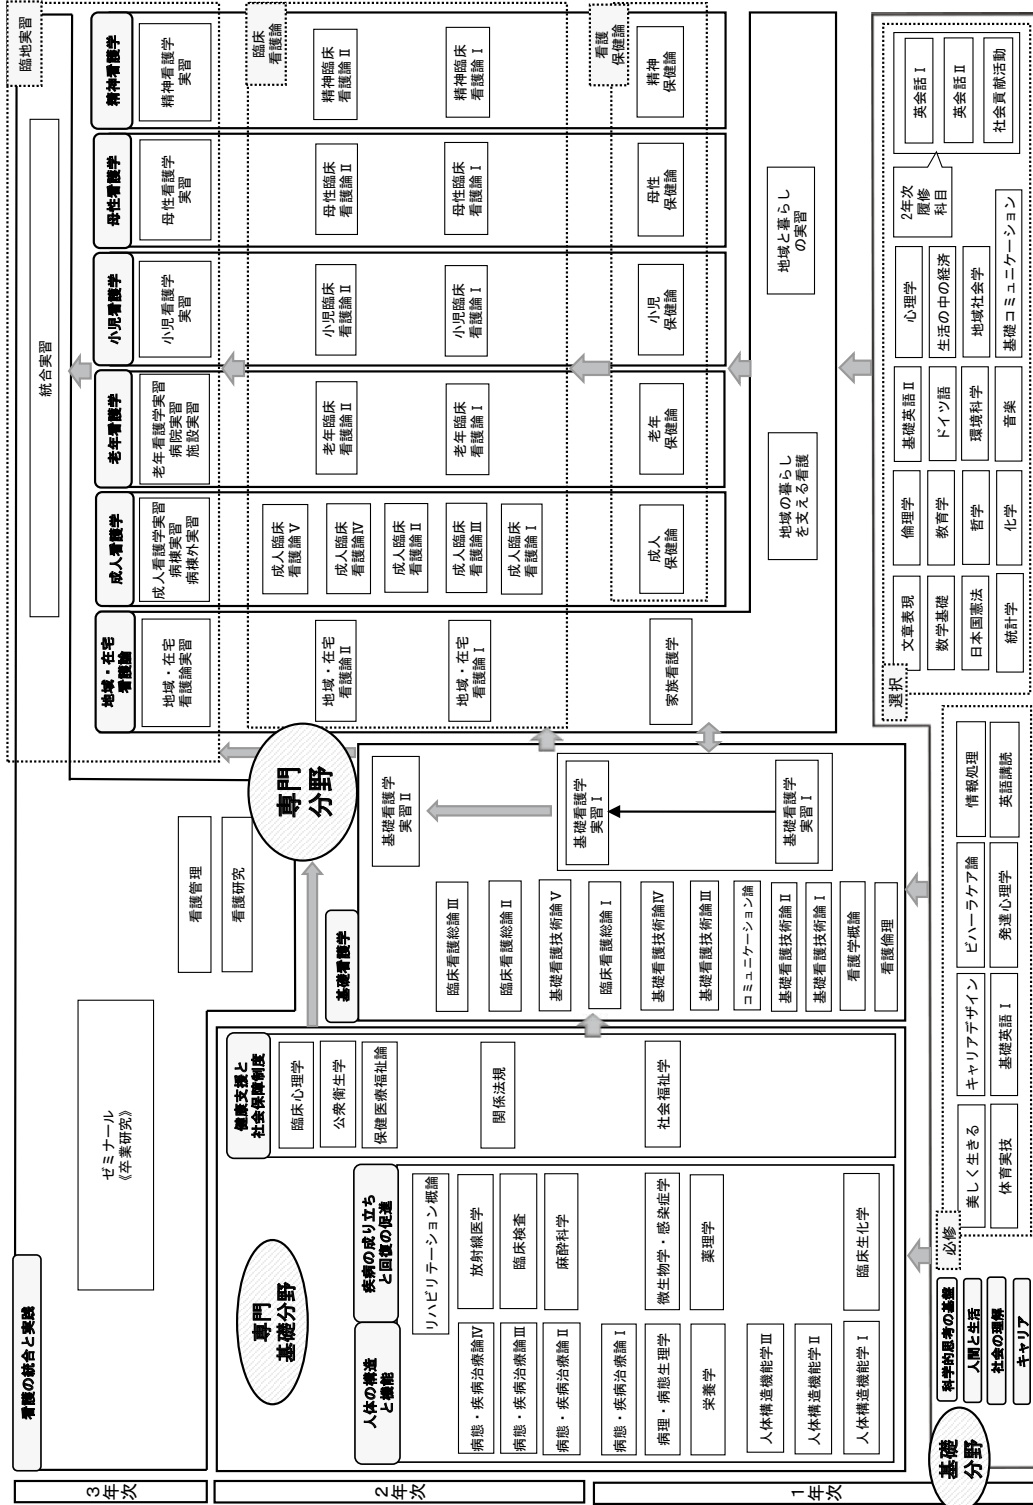 看護の統合と実践
3年次
2年次
1年次
ゼミナール
《卒業研究》
看護管理
看護研究
統合実習
臨地実習
専門
基礎分野
人体の構造
と機能
病態・疾病治療論Ⅳ
病態・疾病治療論Ⅲ
病態・疾病治療論Ⅱ
病態・疾病治療論Ⅰ
病理・病態生理学
栄養学
人体構造機能学Ⅲ
人体構造機能学Ⅱ
人体構造機能学Ⅰ
疾病の成り立ち
と回復の促進
リハビリテーション概論
放射線医学
臨床検査
麻酔科学
微生物学・感染症学
薬理学
臨床生化学
健康支援と
社会保障制度
臨床心理学
公衆衛生学
保健医療福祉論
関係法規
社会福祉学
専門
分野
基礎看護学
臨床看護総論Ⅲ
臨床看護総論Ⅱ
基礎看護技術論Ⅴ
臨床看護総論Ⅰ
基礎看護技術論Ⅳ
基礎看護技術論Ⅲ
コミュニケーション論
基礎看護技術論Ⅱ
基礎看護技術論Ⅰ
看護学概論
看護倫理
基礎看護学
実習Ⅱ
基礎看護学
実習Ⅰ
基礎看護学
実習Ⅰ
地域・在宅
看護論
地域・在宅
看護論実習
地域・在宅
看護論Ⅱ
地域・在宅
看護論Ⅰ
家族看護学
成人看護学
成人看護学実習
病棟実習
病棟外実習
成人臨床
看護論Ⅴ
成人臨床
看護論Ⅳ
成人臨床
看護論Ⅱ
成人臨床
看護論Ⅲ
成人臨床
看護論Ⅰ
成人
保健論
老年看護学
老年看護学実習
病院実習
施設実習
老年臨床
看護論Ⅱ
老年臨床
看護論Ⅰ
老年
保健論
小児看護学
小児看護学
実習
小児臨床
看護論Ⅱ
小児臨床
看護論Ⅰ
小児
保健論
母性看護学
母性看護学
実習
母性臨床
看護論Ⅱ
母性臨床
看護論Ⅰ
母性
保健論
精神看護学
精神看護学
実習
精神臨床
看護論Ⅱ
精神臨床
看護論Ⅰ
精神
保健論
臨床
看護論
看護
保健論
地域の暮らし
を支える看護
地域と暮らし
の実習
基礎
分野
科学的思考の基盤
人間と生活
社会の理解
キャリア
必修
美しく生きる
キャリアデザイン
ビハーラケア論
情報処理
体育実技
基礎英語Ⅰ
発達心理学
英語講読
選択
文章表現
倫理学
基礎英語Ⅱ
心理学
数学基礎
教育学
ドイツ語
生活の中の経済
日本国憲法
哲学
環境科学
地域社会学
統計学
化学
音楽
基礎コミュニケーション
2年次
履修
科目
英会話Ⅰ
英会話Ⅱ
社会貢献活動